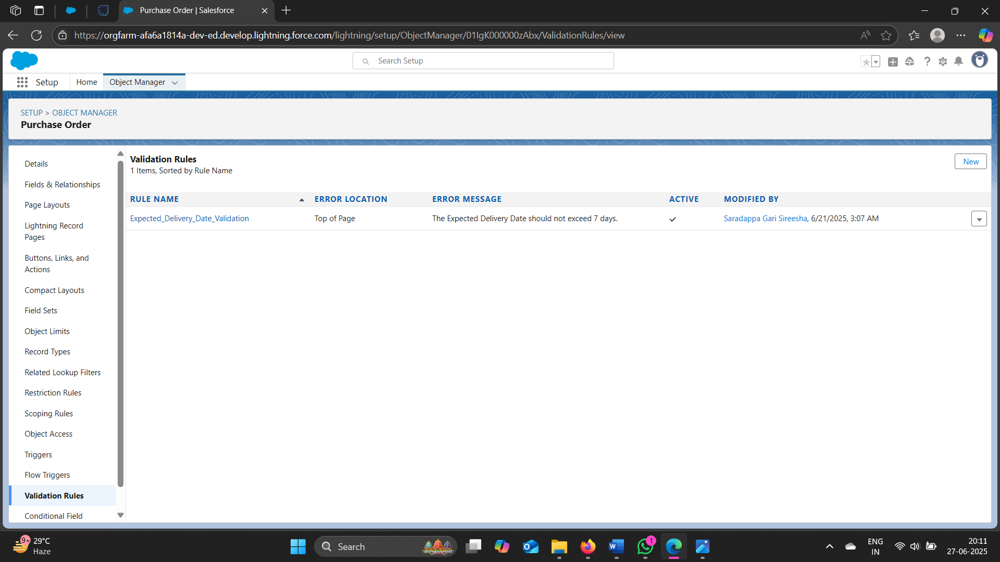 Purchase Order | Salesforce
https://orgfarm-afa6a1814a-dev-ed.develop.lightning.force.com/lightning/setup/ObjectManager/01IgK000000zAbx/ValidationRules/view
Search Setup
Setup
Home
Object Manager
SETUP > OBJECT MANAGER
Purchase Order
Details
Fields & Relationships
Page Layouts
Lightning Record
Pages
Buttons, Links, and
Actions
Compact Layouts
Field Sets
Object Limits
Record Types
Related Lookup Filters
Restriction Rules
Scoping Rules
Object Access
Triggers
Flow Triggers
Validation Rules
Conditional Field
Validation Rules
1 Items, Sorted by Rule Name
New
RULE NAME ERROR LOCATION ERROR MESSAGE ACTIVE MODIFIED BY
Expected_Delivery_Date_Validation Top of Page The Expected Delivery Date should not exceed 7 days. Saradappa Gari Sireesha, 6/21/2025, 3:07 AM
9+
29°C
Haze
Search
1
ENG
IN
20:11
27-06-2025